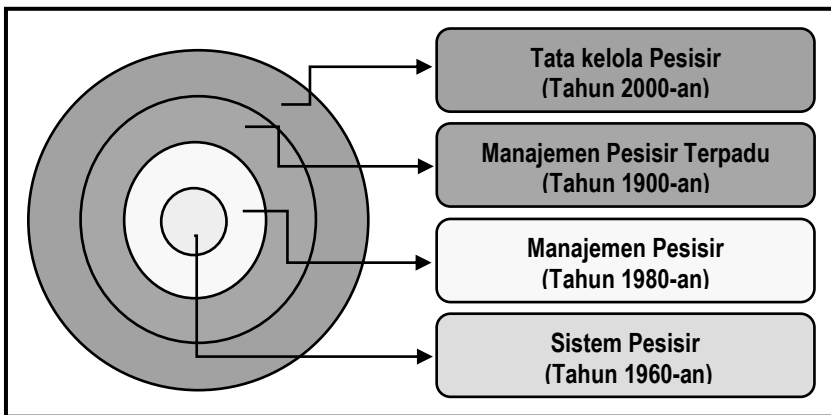 Tata kelola Pesisir
(Tahun 2000-an)
Manajemen Pesisir Terpadu
(Tahun 1900-an)
Manajemen Pesisir
(Tahun 1980-an)
Sistem Pesisir
(Tahun 1960-an)